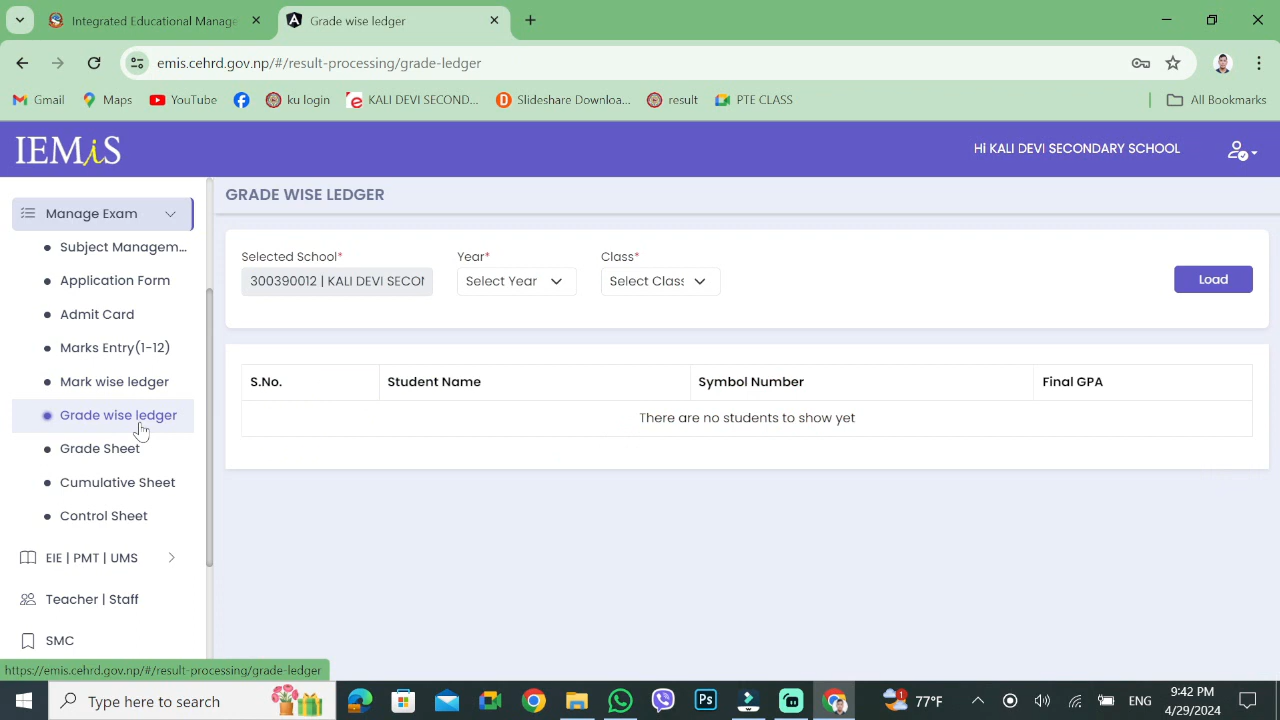 Integrated Educational Manage
Grade wise ledger
emis.cehrd.gov.np/#/result-processing/grade-ledger
Gmail
Maps
YouTube
ku login
KALI DEVI SECOND...
Slideshare Downloa...
result
PTE CLASS
All Bookmarks
IEMiS
Hi KALI DEVI SECONDARY SCHOOL
Manage Exam
Subject Managem...
Application Form
Admit Card
Marks Entry(1-12)
Mark wise ledger
Grade wise ledger
Grade Sheet
Cumulative Sheet
Control Sheet
EIE | PMT | UMS
Teacher | Staff
SMC
GRADE WISE LEDGER
Selected School*
Year*
Class*
300390012 | KALI DEVI SECON
Select Year
Select Class
Load
S.No.
Student Name
Symbol Number
Final GPA
There are no students to show yet
https://emis.cehrd.gov.np/#/result-processing/grade-ledger
Type here to search
Ps
1
77°F
ENG
9:42 PM
4/29/2024